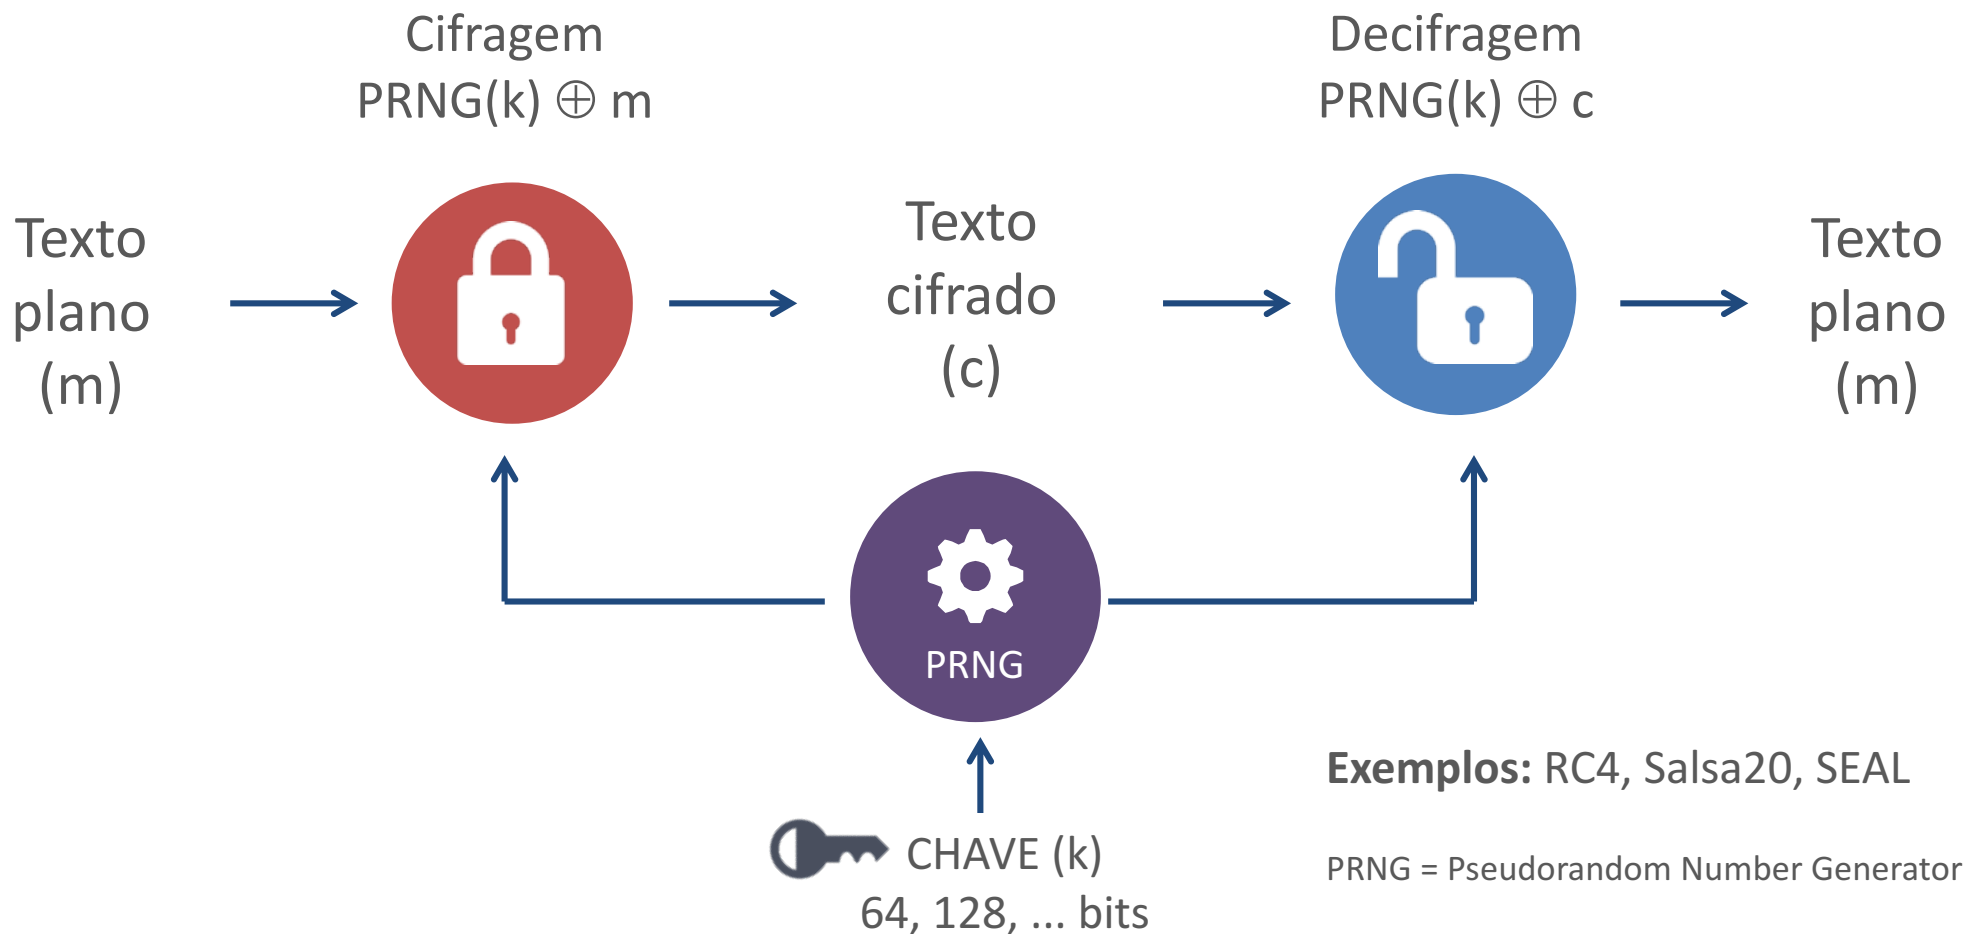 Cifragem
PRNG(k) ⊕ m
Decifragem
PRNG(k) ⊕ c
Texto
plano
(m)
Texto
cifrado
(c)
Texto
plano
(m)
PRNG
CHAVE (k)
64, 128, ... bits
Exemplos: RC4, Salsa20, SEAL
PRNG = Pseudorandom Number Generator